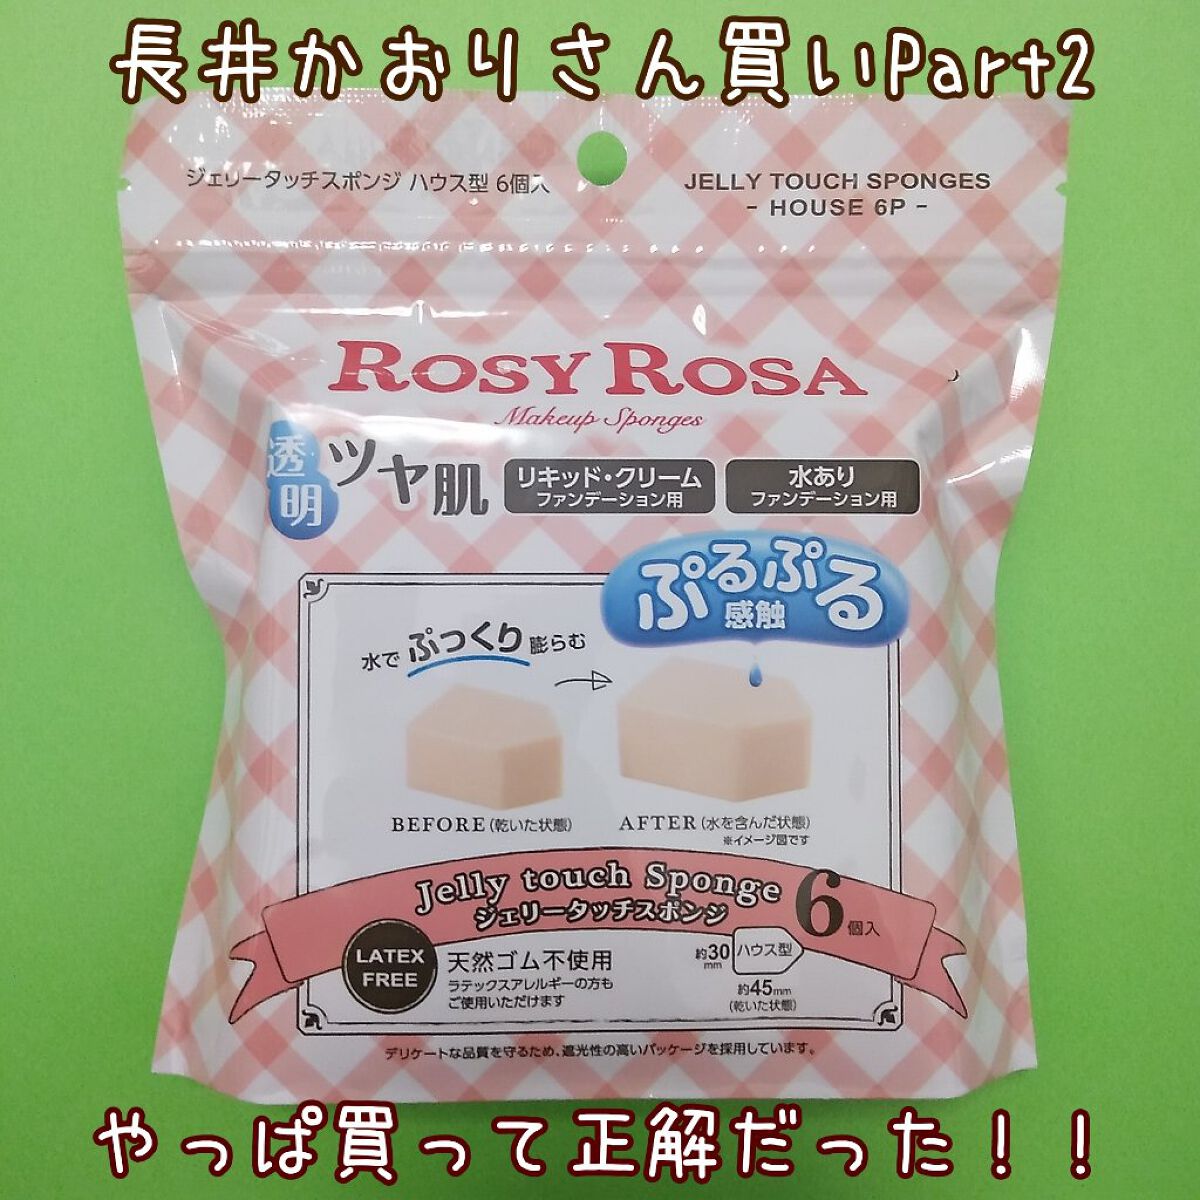 長井かおりさん買いPart2
ジェリータッチスポンジ ハウス型 6個入
JELLY TOUCH SPONGES
- HOUSE 6P -
ROSY ROSA
Makeup Sponges
透明
ツヤ肌
リキッド・クリーム
ファンデーション用
水あり
ファンデーション用
ぷるぷる
感触
水で ぷっくり 膨らむ
BEFORE (乾いた状態)
AFTER (水を含んだ状態)
※イメージ図です
Jelly touch Sponge
ジェリータッチスポンジ
6個入
LATEX
FREE
天然ゴム不使用
ラテックスアレルギーの方も
ご使用いただけます
約30mm
ハウス型
約45mm
(乾いた状態)
デリケートな品質を守るため、遮光性の高いパッケージを採用しています。
やっぱ買って正解だった！！